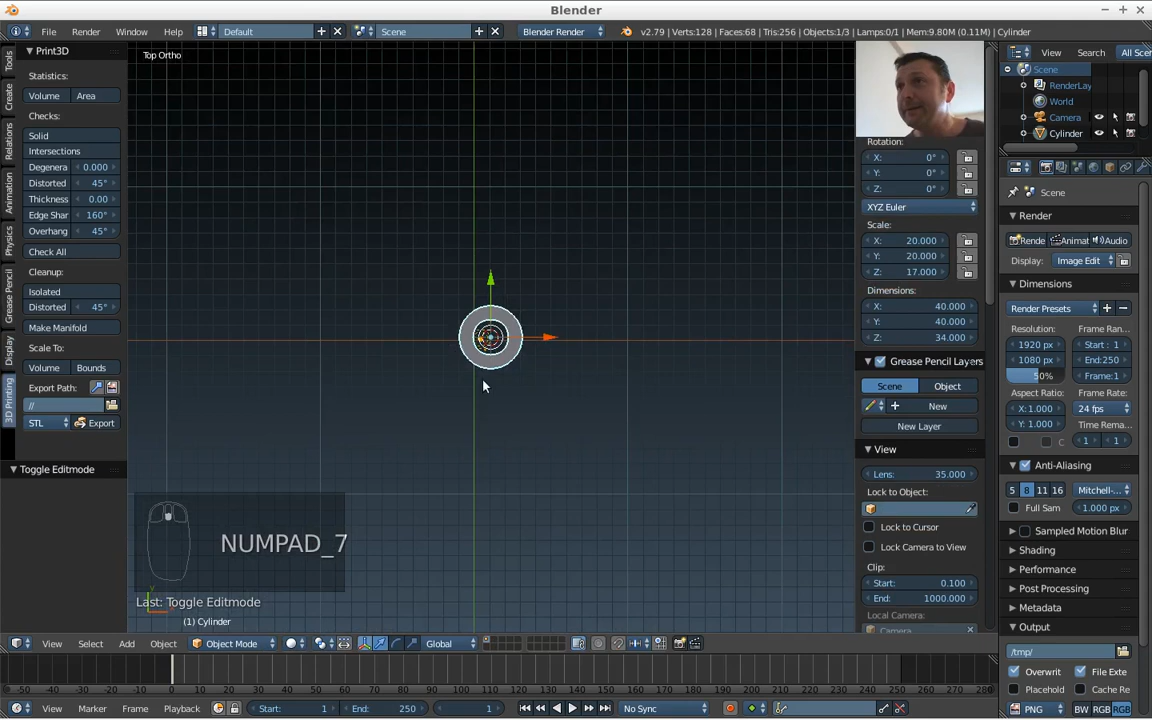 Blender
File Render Window Help Default Scene Blender Render v2.79 | Verts:128 | Faces:68 | Tris:256 | Objects:1/3 | Lamps:0/1 | Mem:9.80M (0.11M) | Cylinder
Print3D
Statistics:
Volume Area
Checks:
Solid
Intersections
Degenera 0.000
Distorted 45°
Thickness 0.00
Edge Shar 160°
Overhang 45°
Check All
Cleanup:
Isolated
Distorted 45°
Make Manifold
Scale To:
Volume Bounds
Export Path:
//
STL Export
Toggle Editmode
Tools
Create
Relations
Animation
Physics
Grease Pencil
Display
3D Printing
Top Ortho
NUMPAD_7
Last: Toggle Editmode
(1) Cylinder
Rotation:
X: 0°
Y: 0°
Z: 0°
XYZ Euler
Scale:
X: 20.000
Y: 20.000
Z: 17.000
Dimensions:
X: 40.000
Y: 40.000
Z: 34.000
Grease Pencil Layers
Scene Object
New
New Layer
View
Lens: 35.000
Lock to Object:
Lock to Cursor
Lock Camera to View
Clip:
Start: 0.100
End: 1000.000
Local Camera:
Camera
View Search All Scen
Scene
RenderLay
World
Camera
Cylinder
Scene
Render
Rende Animat Audio
Display: Image Edit
Dimensions
Render Presets
Resolution: Frame Ran...
1920 px Start : 1
1080 px End:250
50% Frame:1
Aspect Ratio: Frame Rate:
X:1.000 24 fps
Y: 1.000 Time Rema...
C 1 1
Anti-Aliasing
5 8 11 16 Mitchell-...
Full Sam 1.000 px
Sampled Motion Blur
Shading
Performance
Post Processing
Metadata
Output
/tmp/
Overwrit File Exte
Placehold Cache Re
PNG BW RGB RGB
View Select Add Object Object Mode Global
-50 -40 -30 -20 -10 0 10 20 30 40 50 60 70 80 90 100 110 120 130 140 150 160 170 180 190 200 210 220 230 240 250 260 270 280
View Marker Frame Playback Start: 1 End: 250 1 No Sync